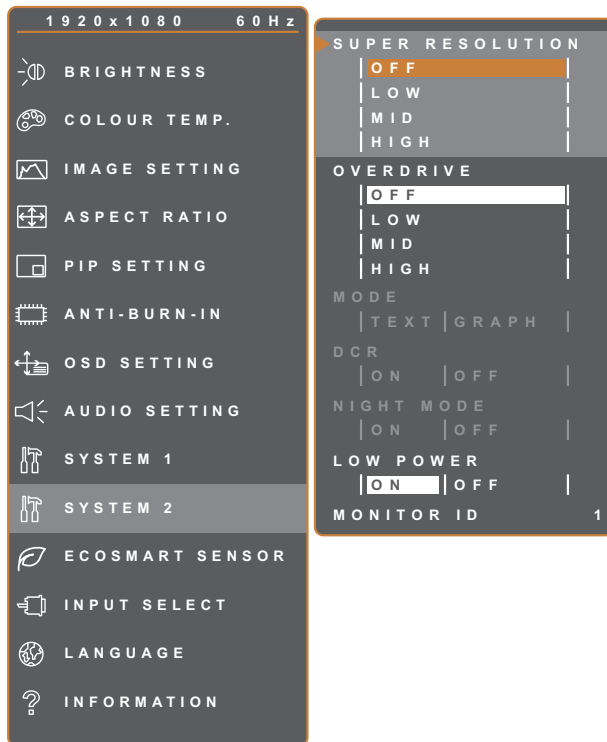 1920x1080 60Hz
BRIGHTNESS
COLOUR TEMP.
IMAGE SETTING
ASPECT RATIO
PIP SETTING
ANTI-BURN-IN
OSD SETTING
AUDIO SETTING
SYSTEM 1
SYSTEM 2
ECOSMART SENSOR
INPUT SELECT
LANGUAGE
INFORMATION
SUPER RESOLUTION
OFF
LOW
MID
HIGH
OVERDRIVE
OFF
LOW
MID
HIGH
MODE
TEXT GRAPH
DCR
ON OFF
NIGHT MODE
ON OFF
LOW POWER
ON OFF
MONITOR ID 1